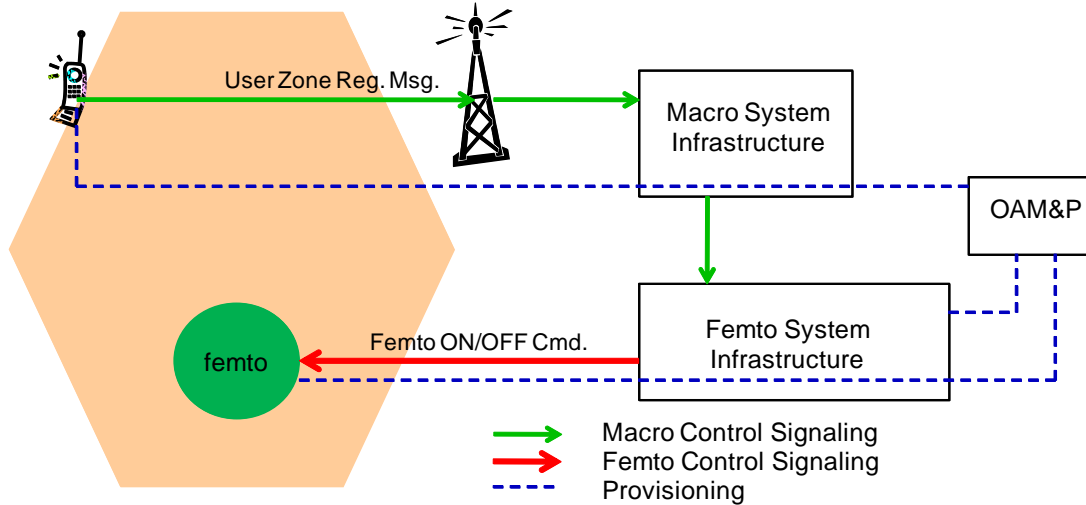 User Zone Reg. Msg.
Macro System
Infrastructure
OAM&P
Femto System
Infrastructure
Femto ON/OFF Cmd.
femto
Macro Control Signaling
Femto Control Signaling
Provisioning